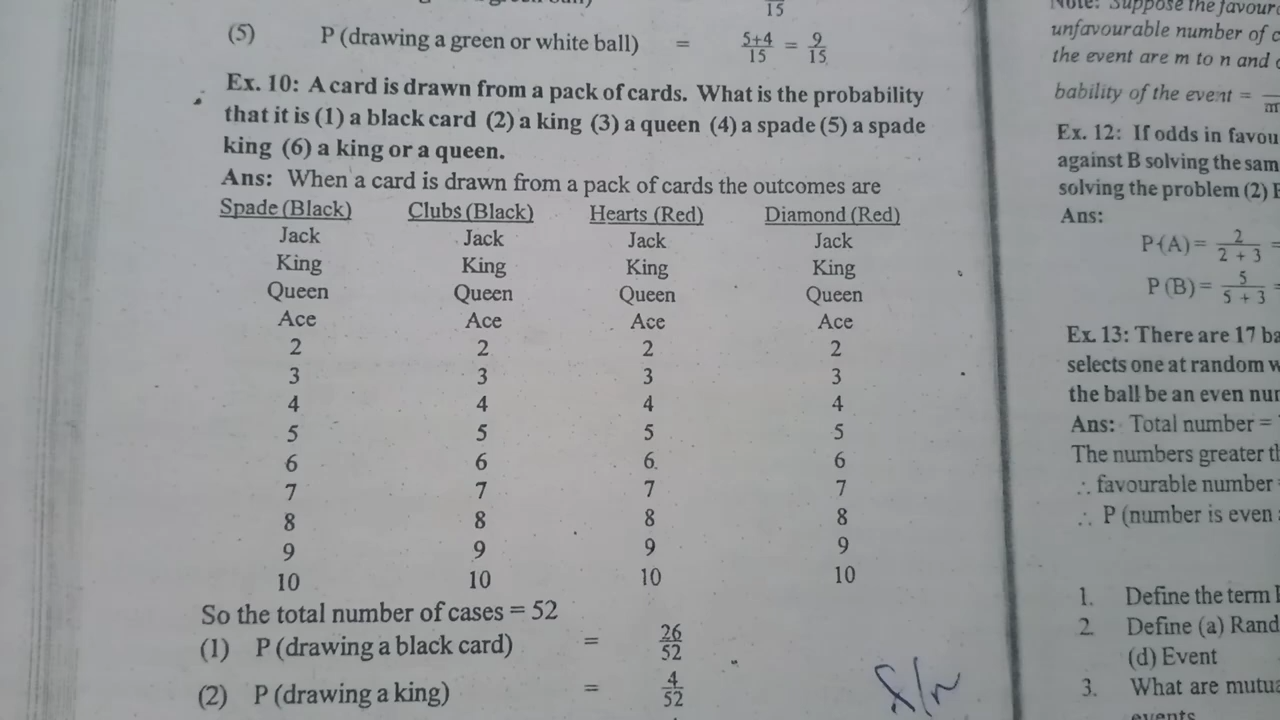 15
(5) P (drawing a green or white ball) = 5+4/15 = 9/15
Ex. 10: A card is drawn from a pack of cards. What is the probability
that it is (1) a black card (2) a king (3) a queen (4) a spade (5) a spade
king (6) a king or a queen.
Ans: When a card is drawn from a pack of cards the outcomes are
Spade (Black) Clubs (Black) Hearts (Red) Diamond (Red)
Jack Jack Jack Jack
King King King King
Queen Queen Queen Queen
Ace Ace Ace Ace
2 2 2 2
3 3 3 3
4 4 4 4
5 5 5 5
6 6 6 6
7 7 7 7
8 8 8 8
9 9 9 9
10 10 10 10
So the total number of cases = 52
(1) P (drawing a black card) = 26/52
(2) P (drawing a king) = 4/52
Note: Suppose the
unfavourable number of
the event are m to n and
bability of the event =
Ex. 12: If odds in
against B solving the
solving the problem (2)
Ans:
P (A) = 2/2 + 3 =
P (B) = 5/5 + 3 =
Ex. 13: There are 17
selects one at random
the ball be an even
Ans: Total number =
The numbers greater
∴ favourable number
∴ P (number is even
1. Define the term
2. Define (a)
(d) Event
3. What are
events